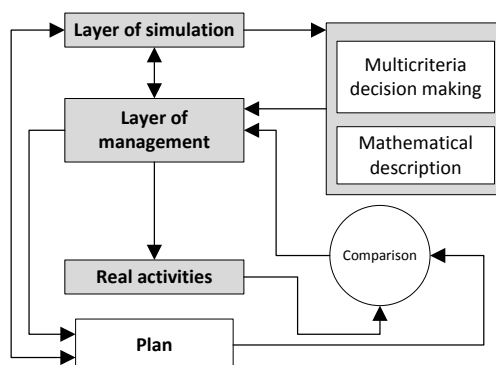 Layer of simulation
Multicriteria
decision making
Layer of
management
Mathematical
description
Comparison
Real activities
Plan